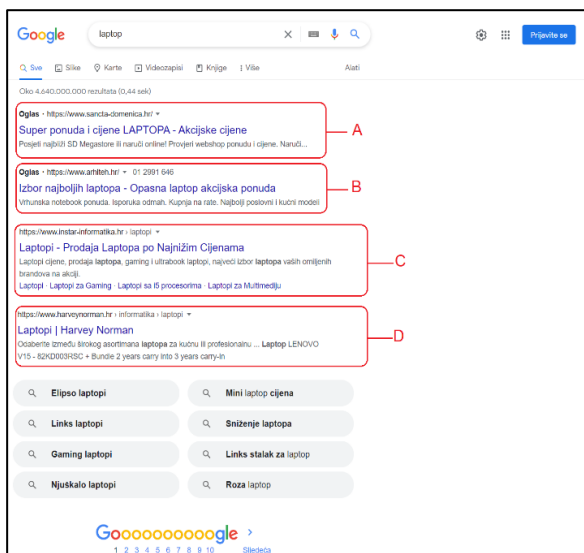 Google
laptop
Prijavite se
Sve
Slike
Karte
Videozapisi
Knjige
Više
Alati
Oko 4.640.000.000 rezultata (0,44 sek)
Oglas · https://www.sancta-domenica.hr/
Super ponuda i cijene LAPTOPA - Akcijske cijene
Posjeti najbliži SD Megastore ili naruči online! Provjeri webshop ponudu i cijene. Naruči...
A
Oglas · https://www.arhiteh.hr/ 01 2991 646
Izbor najboljih laptopa - Opasna laptop akcijska ponuda
Vrhunska notebook ponuda. Isporuka odmah. Kupnja na rate. Najbolji poslovni i kućni modeli
B
https://www.instar-informatika.hr › laptopi
Laptopi - Prodaja Laptopa po Najnižim Cijenama
Laptopi cijene, prodaja laptopa, gaming i ultrabook laptopi, najveći izbor laptopa vaših omiljenih
brandova na akciji.
Laptopi · Laptopi za Gaming · Laptopi sa I5 procesorima · Laptopi za Multimediju
C
https://www.harveynorman.hr › informatika › laptopi
Laptopi | Harvey Norman
Odaberite između širokog asortimana laptopa za kućnu ili profesionalnu ... Laptop LENOVO
V15 - 82KD003RSC + Bundle 2 years carry into 3 years carry-in
D
Elipso laptopi
Mini laptop cijena
Links laptopi
Sniženje laptopa
Gaming laptopi
Links stalak za laptop
Njuškalo laptopi
Roza laptop
Goooooooooogle
1 2 3 4 5 6 7 8 9 10 Sljedeća